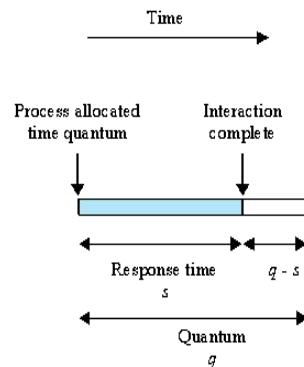 Time
Process allocated
time quantum
Interaction
complete
Response time
s
q - s
Quantum
q